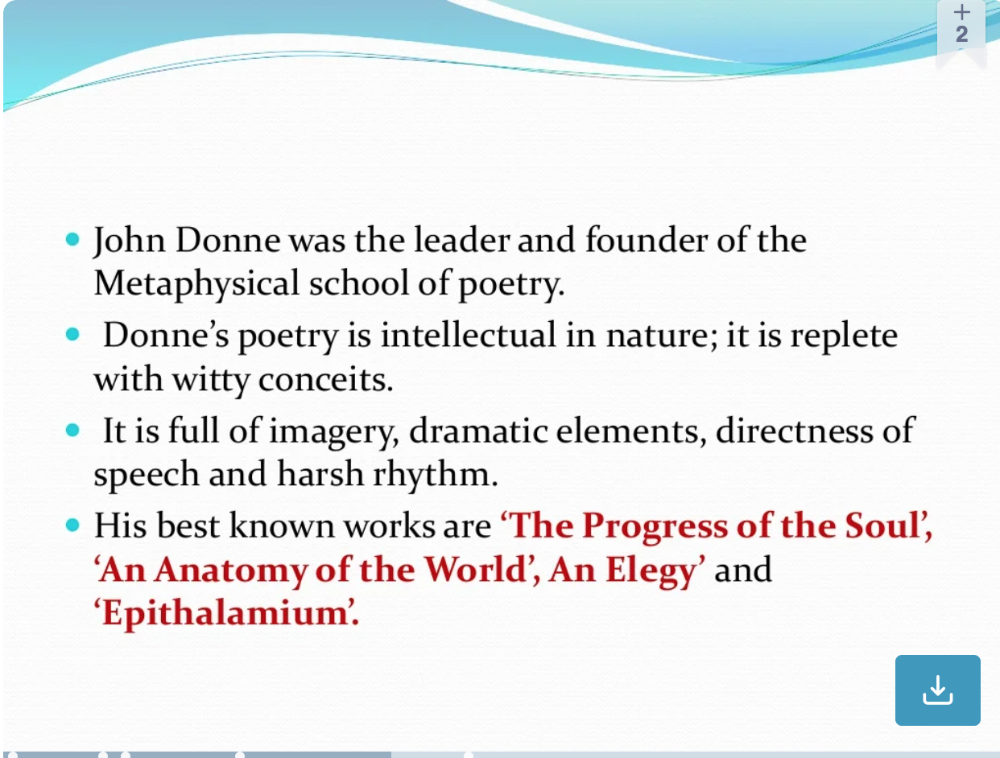 +
2
John Donne was the leader and founder of the
Metaphysical school of poetry.
Donne’s poetry is intellectual in nature; it is replete
with witty conceits.
It is full of imagery, dramatic elements, directness of
speech and harsh rhythm.
His best known works are ‘The Progress of the Soul’,
‘An Anatomy of the World’, An Elegy’ and
‘Epithalamium’.